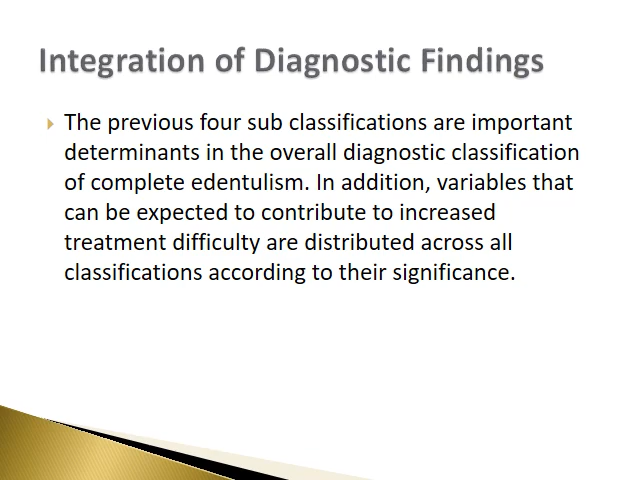 Integration of Diagnostic Findings
The previous four sub classifications are important
determinants in the overall diagnostic classification
of complete edentulism. In addition, variables that
can be expected to contribute to increased
treatment difficulty are distributed across all
classifications according to their significance.